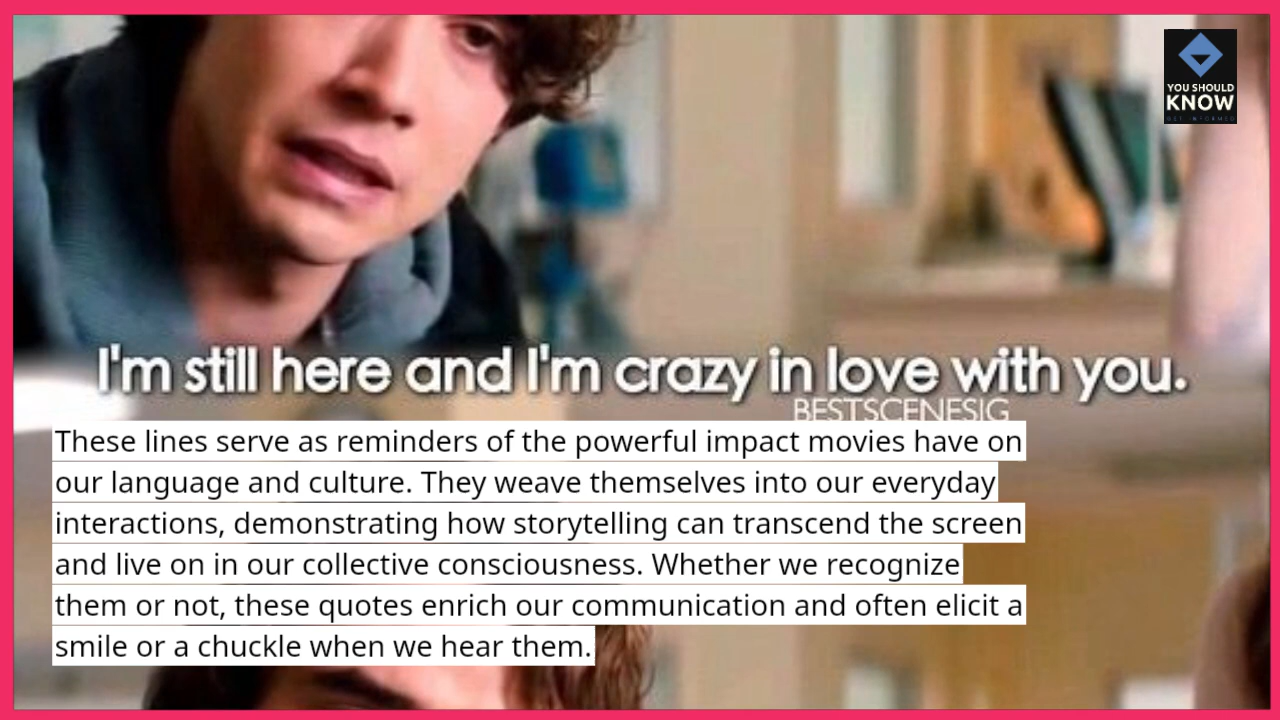 YOU SHOULD
KNOW
GET INFORMED
I'm still here and I'm crazy in love with you.
BESTSCENESIG
These lines serve as reminders of the powerful impact movies have on
our language and culture. They weave themselves into our everyday
interactions, demonstrating how storytelling can transcend the screen
and live on in our collective consciousness. Whether we recognize
them or not, these quotes enrich our communication and often elicit a
smile or a chuckle when we hear them.